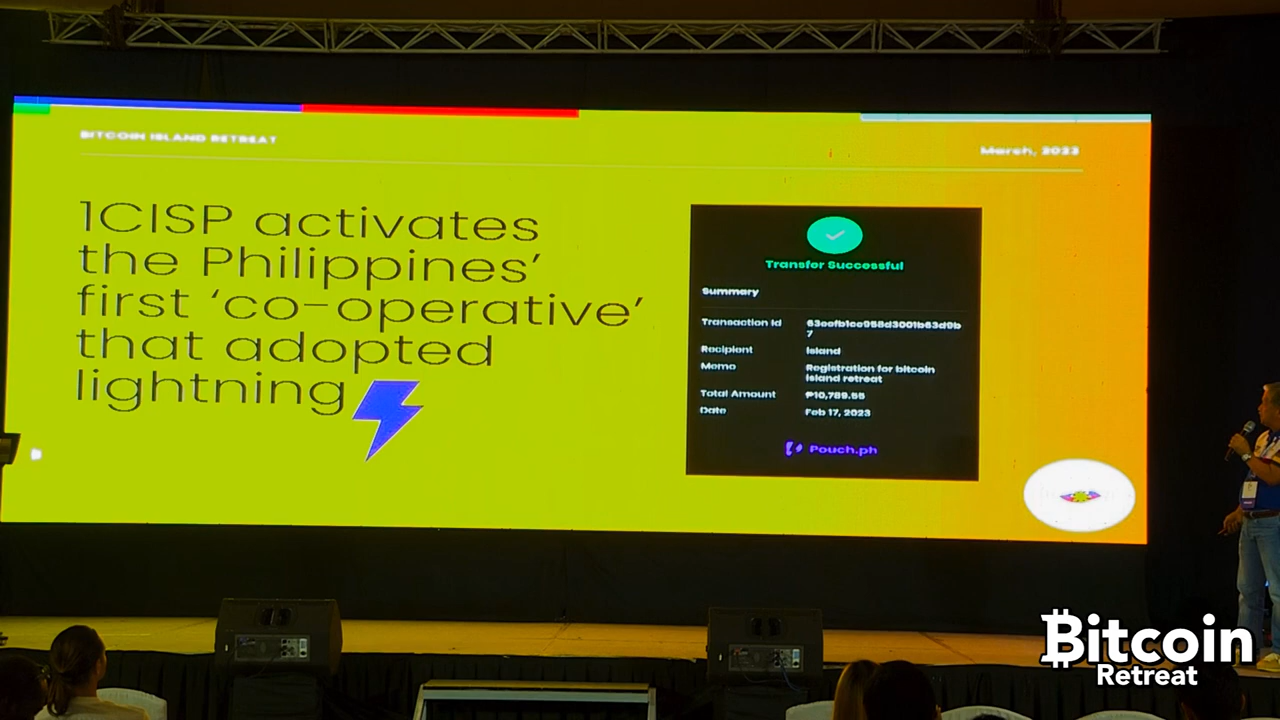 BITCOIN ISLAND RETREAT
March, 2023
1CISP activates
the Philippines’
first ‘co-operative’
that adopted
lightning
Transfer Successful
Summary
Transaction Id
Recipient Island
Memo Registration for bitcoin
island retreat
Total Amount ₱10,789.55
Date Feb 17, 2023
Pouch.ph
Bitcoin
Retreat